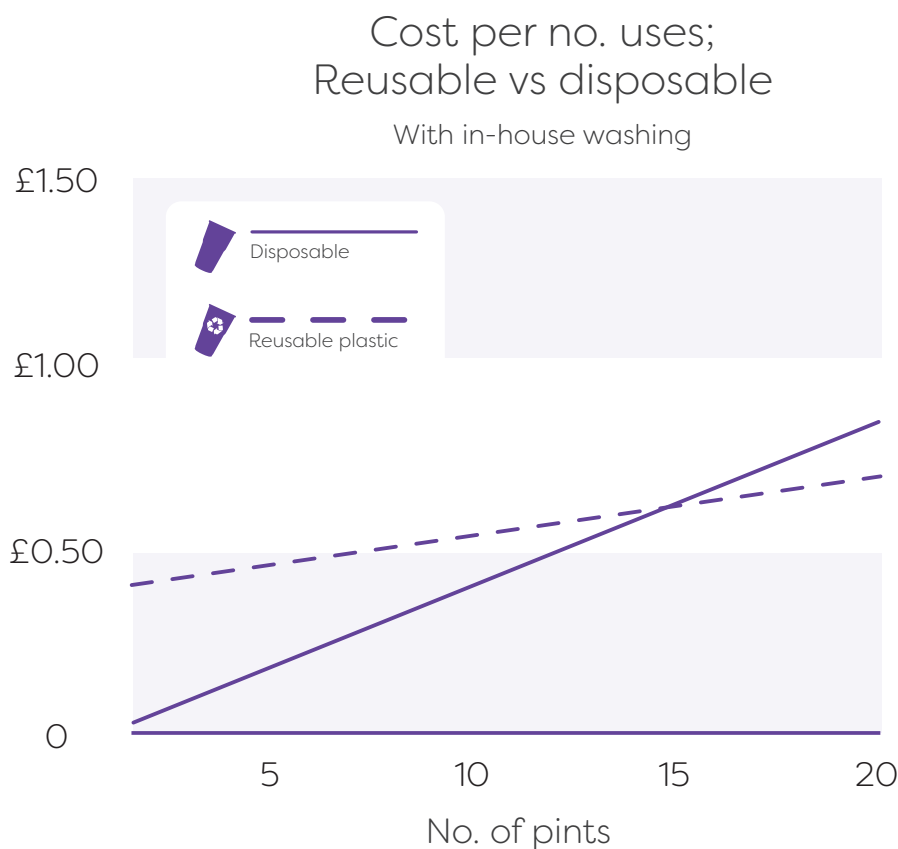 Cost per no. uses;
Reusable vs disposable
With in-house washing
£1.50
Disposable
Reusable plastic
£1.00
£0.50
0
5 10 15 20
No. of pints